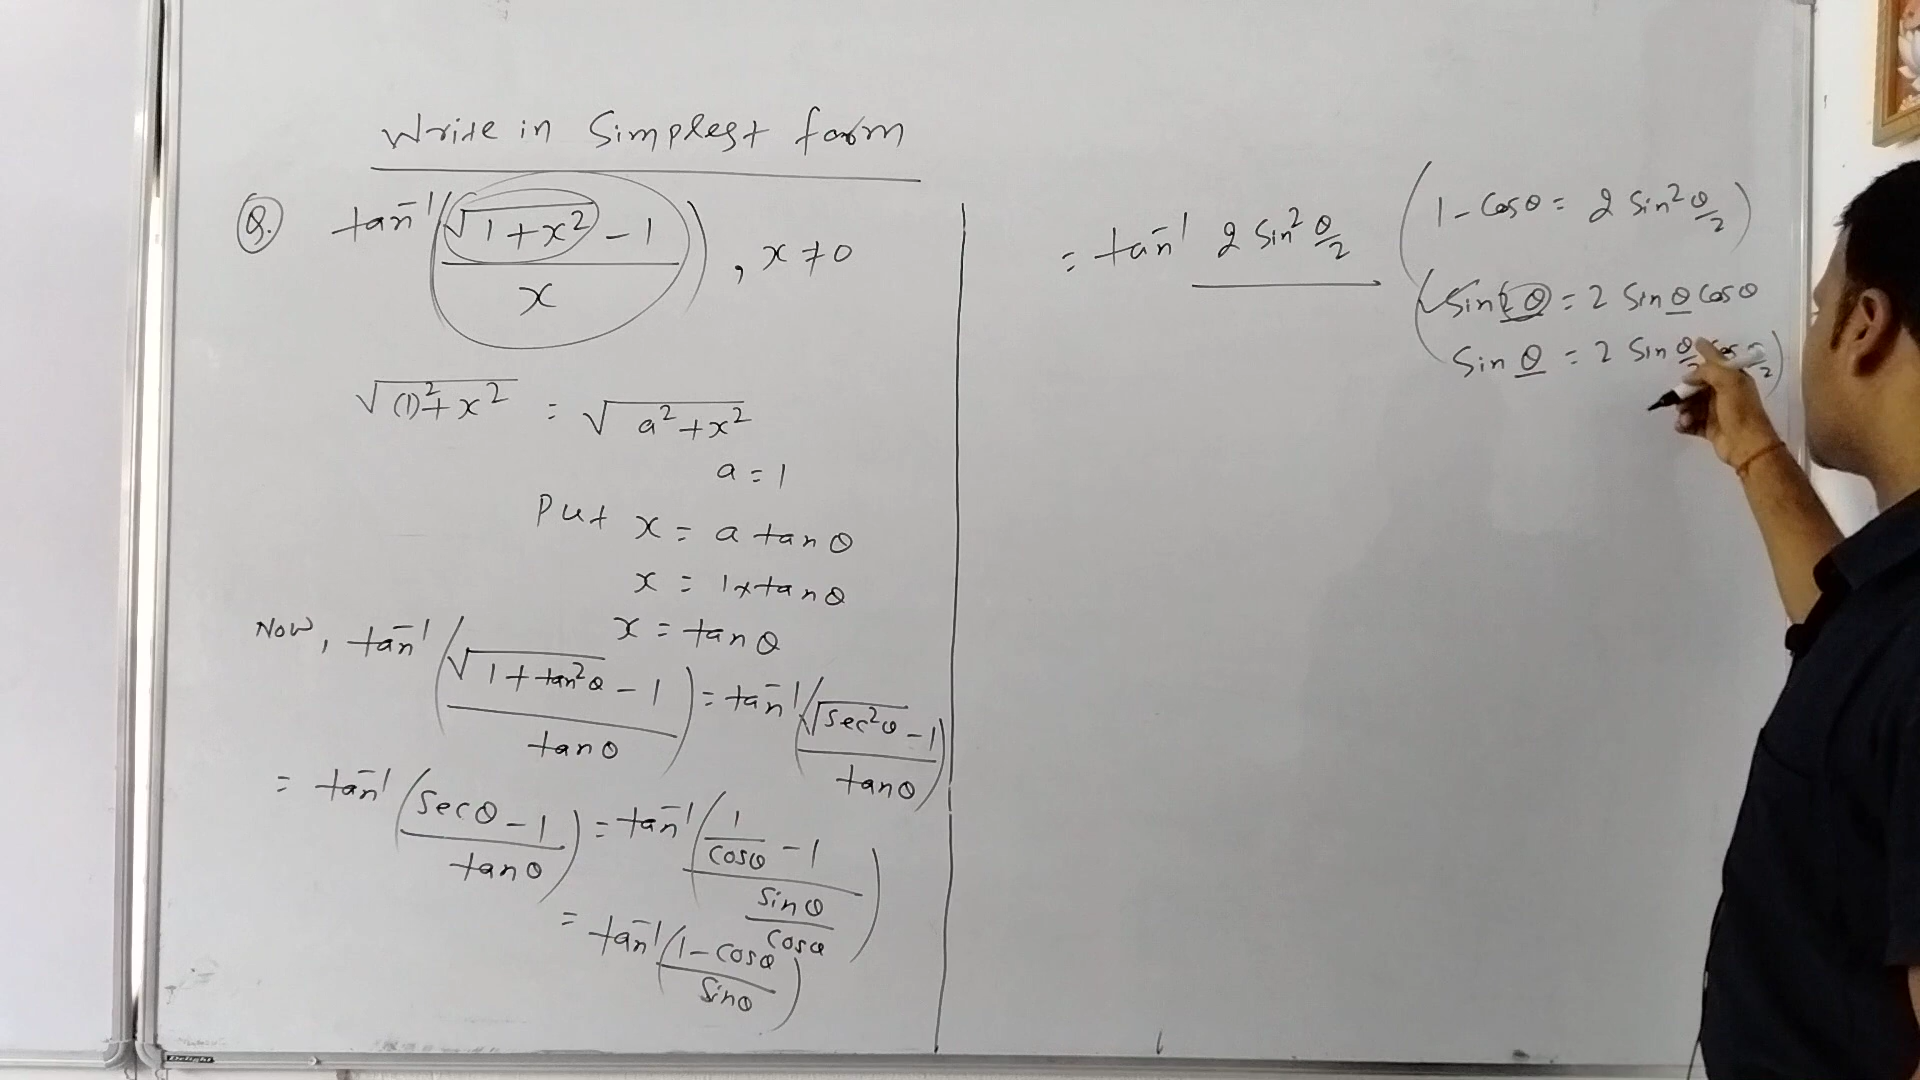 Write in Simplest form
Q. tan⁻¹((√(1+x²) - 1)/x), x ≠ 0
√((1)²+x²) = √(a²+x²)
a = 1
Put x = a tanθ
x = 1×tanθ
x = tanθ
Now, tan⁻¹((√(1+tan²θ) - 1)/tanθ) = tan⁻¹((√(sec²θ) - 1)/tanθ)
= tan⁻¹((secθ - 1)/tanθ) = tan⁻¹((1/cosθ - 1)/(sinθ/cosθ))
= tan⁻¹((1 - cosθ)/sinθ)
= tan⁻¹ 2 sin² θ/2
(1 - cosθ = 2 sin² θ/2)
(sin(2θ) = 2 sinθ cosθ
sin θ = 2 sin θ/2
Delight